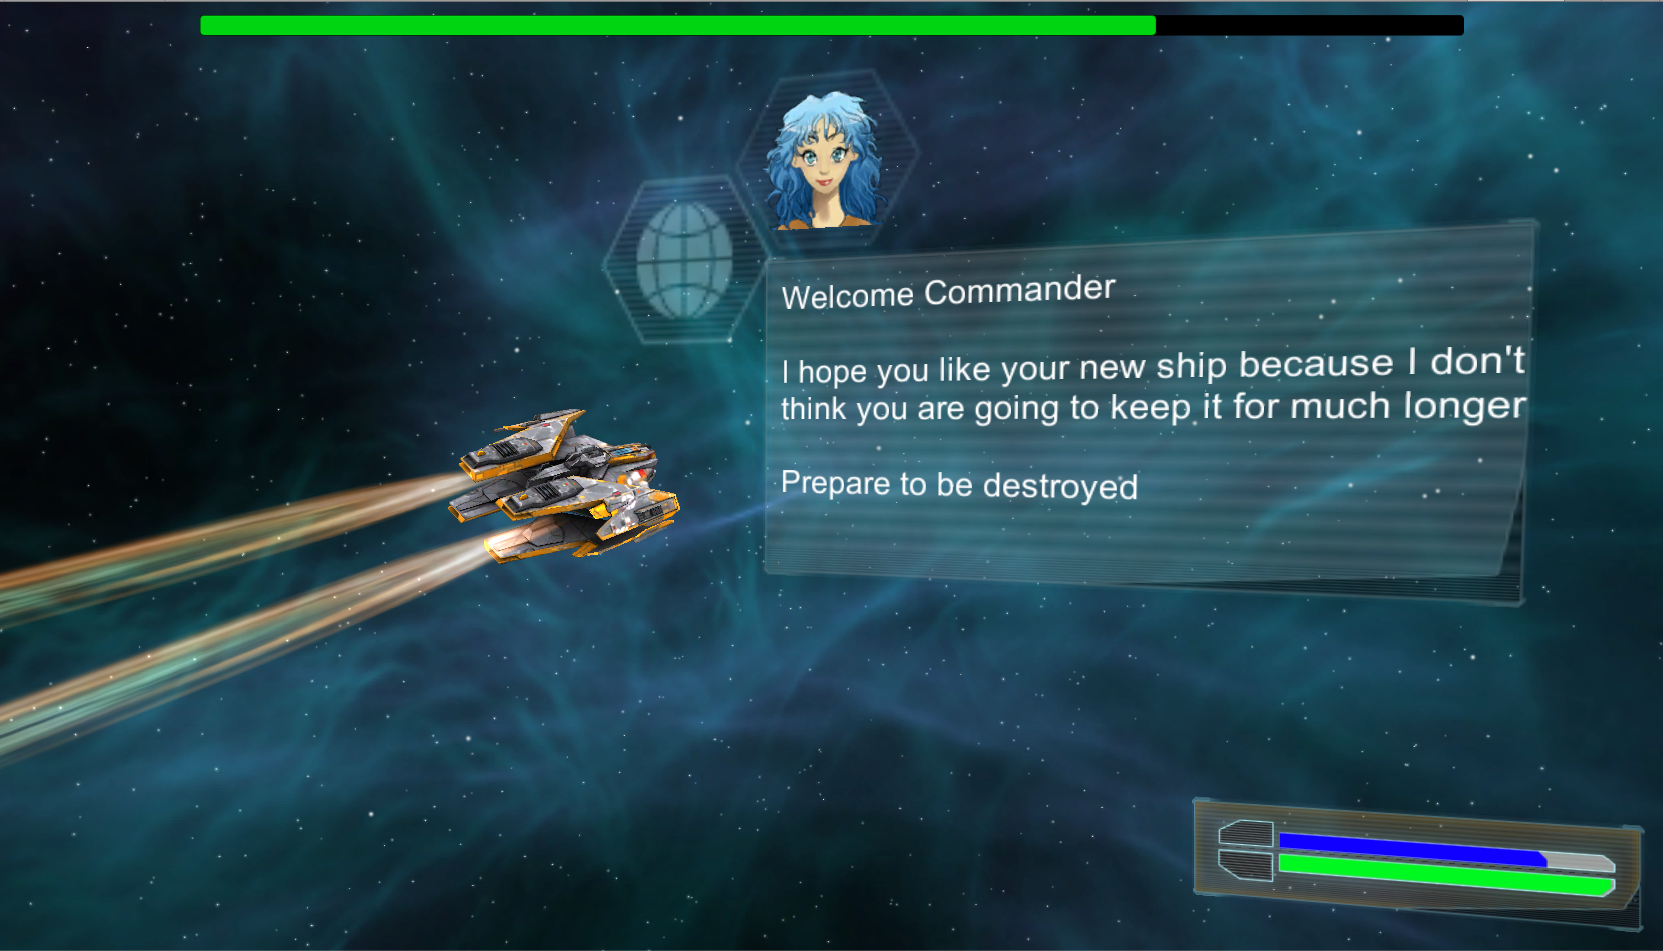 Welcome Commander
I hope you like your new ship because I don't
think you are going to keep it for much longer
Prepare to be destroyed